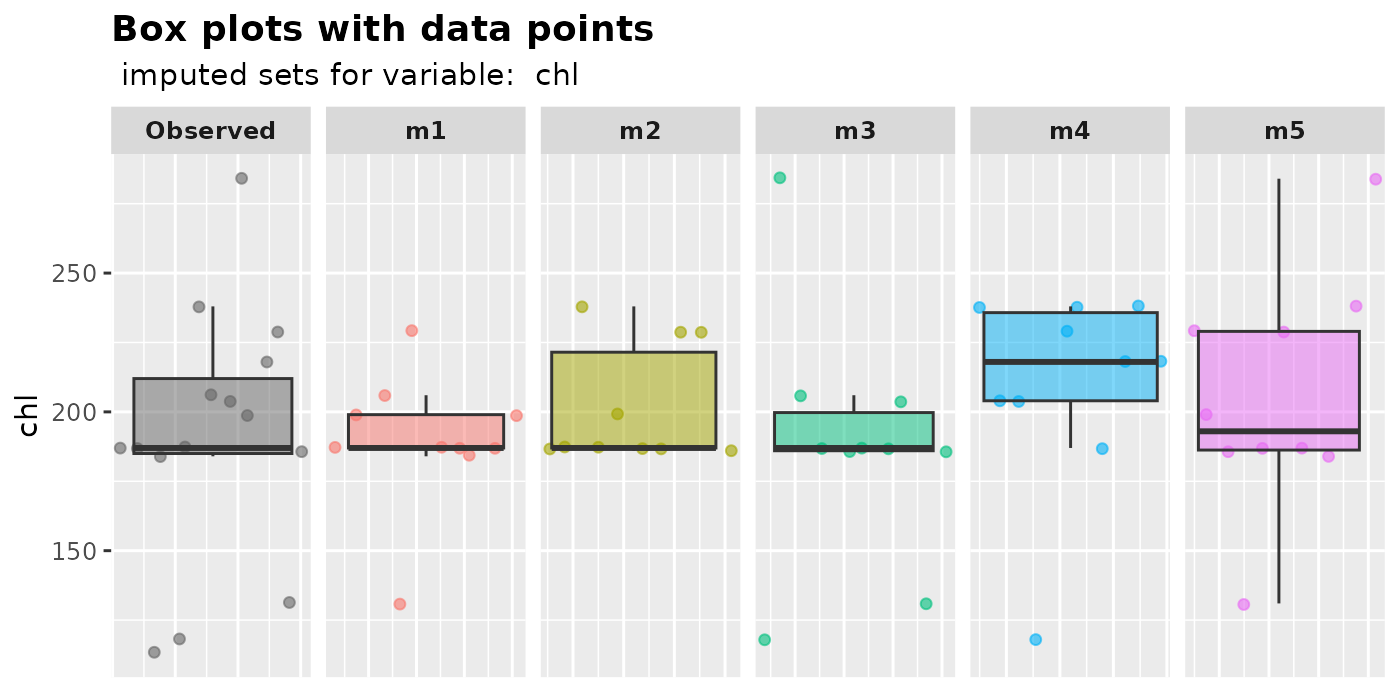 Box plots with data points
imputed sets for variable:  chl
Observed m1 m2 m3 m4 m5
chl
250
200
150